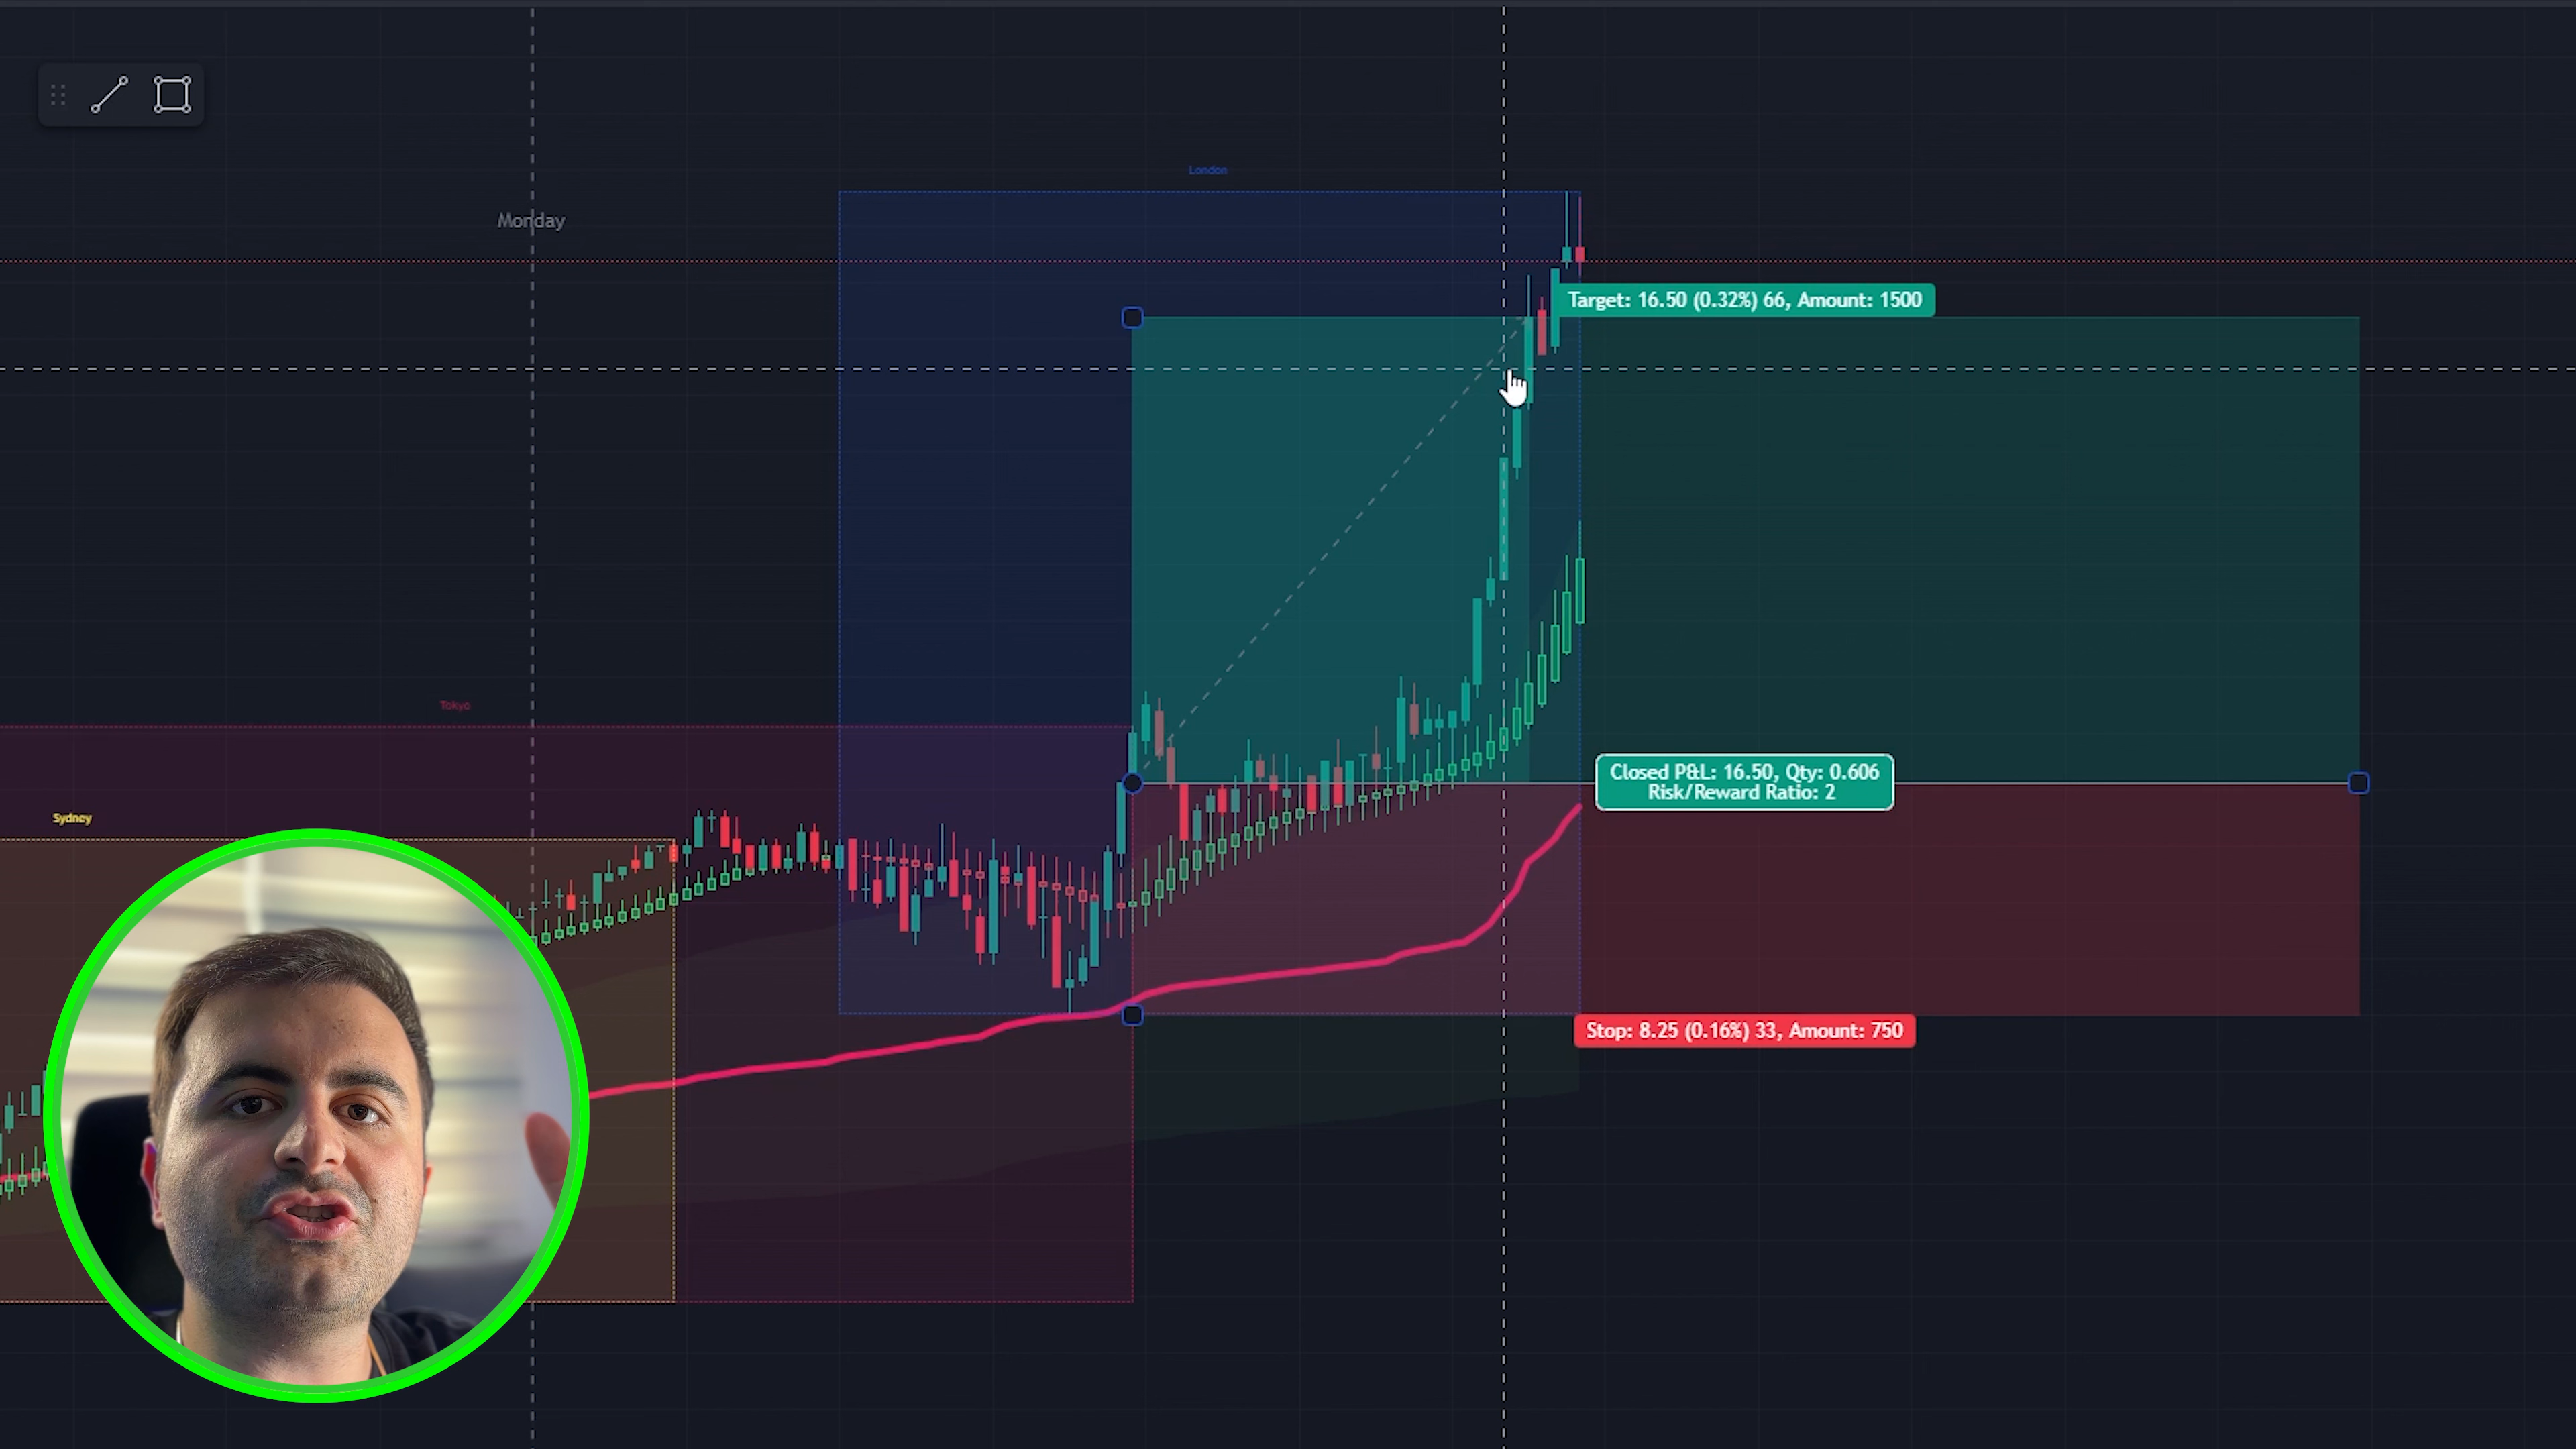 London
Monday
Target: 16.50 (0.32%) 66, Amount: 1500
Tokyo
Closed P&L: 16.50, Qty: 0.606
Risk/Reward Ratio: 2
Sydney
Stop: 8.25 (0.16%) 33, Amount: 750